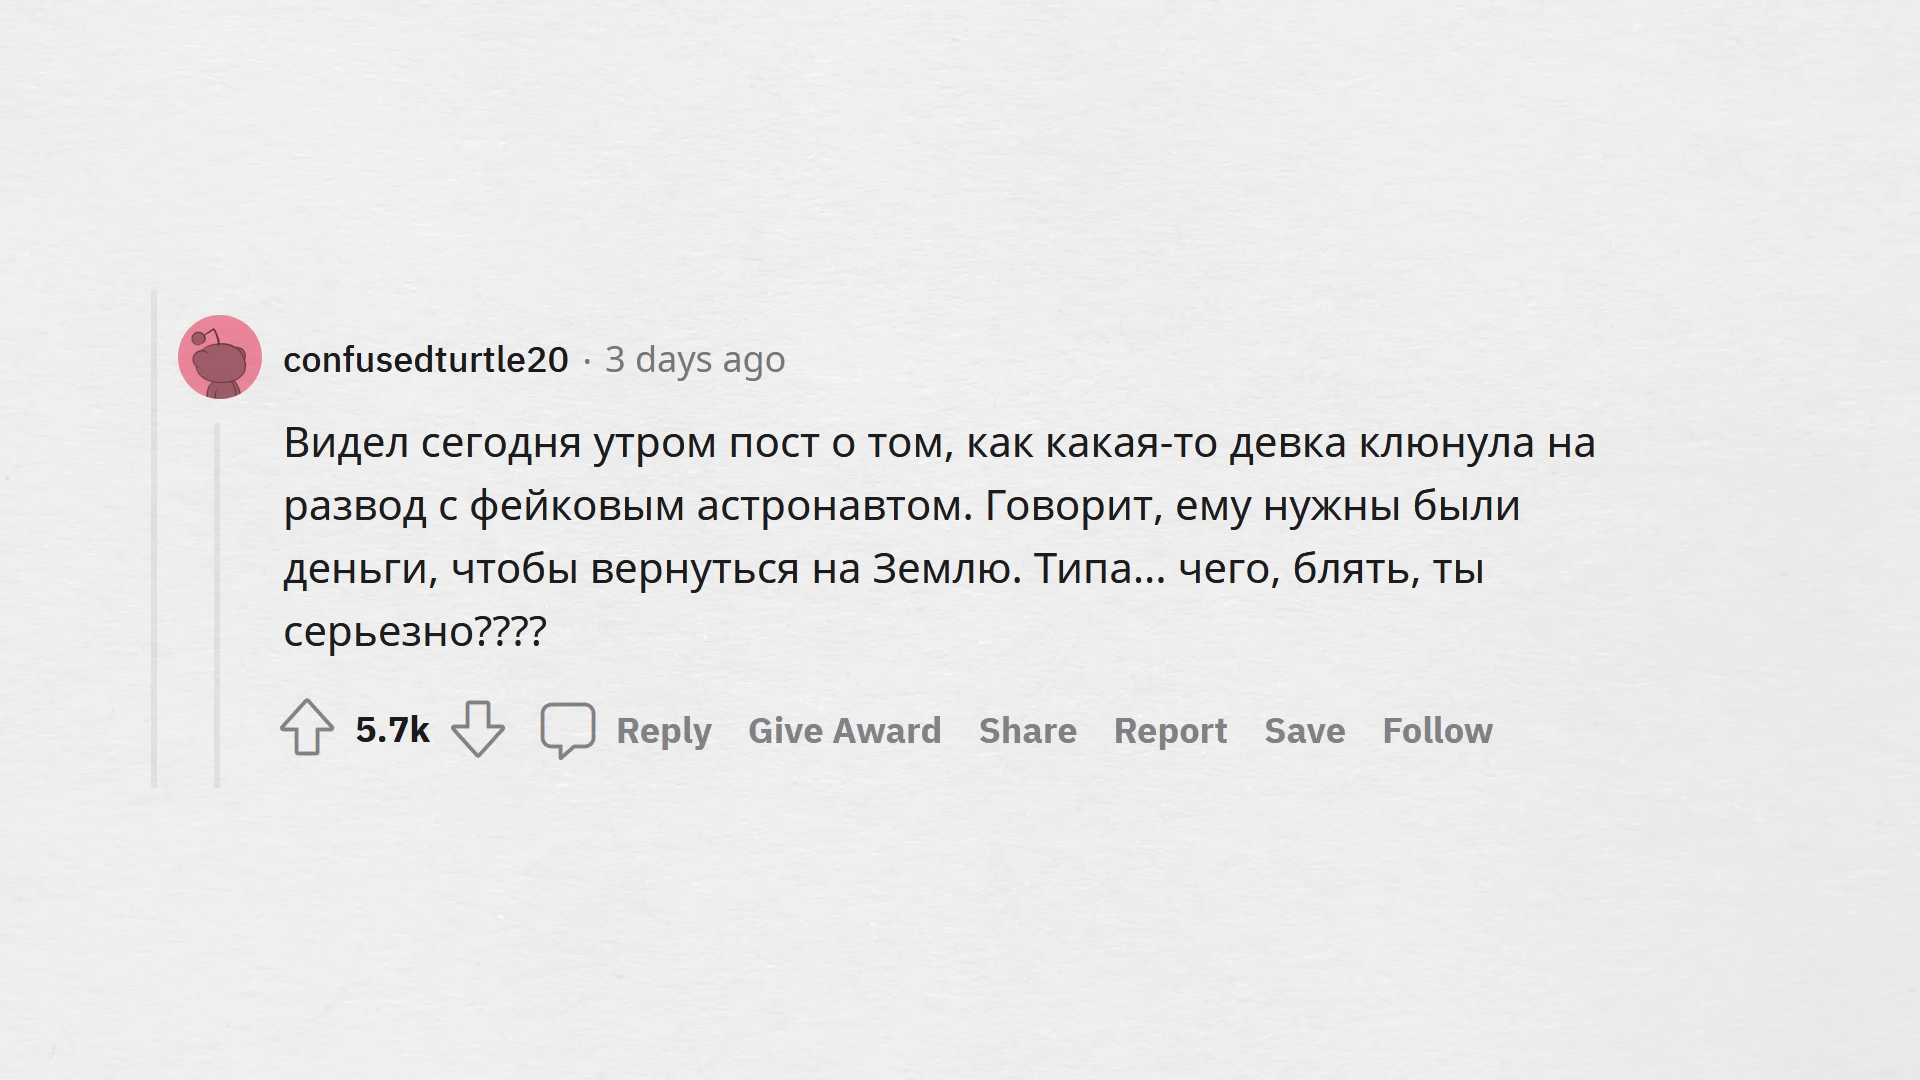 confusedturtle20 · 3 days ago
Видел сегодня утром пост о том, как какая-то девка клюнула на
развод с фейковым астронавтом. Говорит, ему нужны были
деньги, чтобы вернуться на Землю. Типа... чего, блять, ты
серьезно????
5.7k Reply Give Award Share Report Save Follow